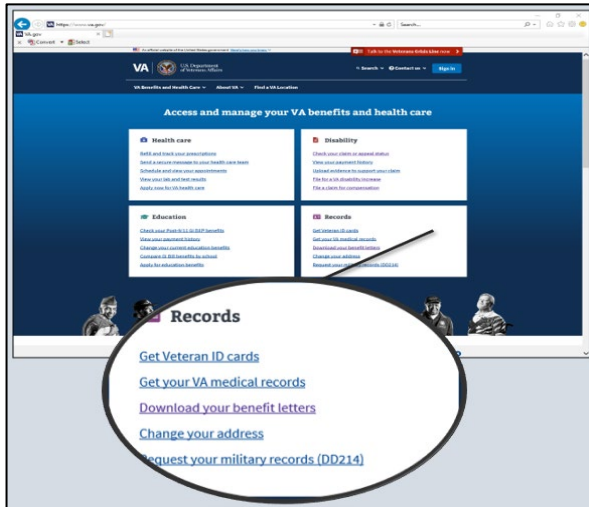 https://www.va.gov/
Search...
VA.gov
x Convert Select
An official website of the United States government
Talk to the Veterans Crisis Line now
VA U.S. Department
of Veterans Affairs
Search Contact us Sign in
VA Benefits and Health Care About VA Find a VA Location
Access and manage your VA benefits and health care
Health care
Refill and track your prescriptions
Send a secure message to your health care team
Schedule and view your appointments
View your lab and test results
Apply now for VA health care
Disability
Check your claim or appeal status
View your payment history
Upload evidence to support your claim
File for a VA disability increase
File a claim for compensation
Education
Check your Post-9/11 GI Bill® benefits
View your payment history
Change your current education benefits
Compare GI Bill benefits by school
Apply for education benefits
Records
Get Veteran ID cards
Get your VA medical records
Download your benefit letters
Change your address
Request your military records (DD214)
Records
Get Veteran ID cards
Get your VA medical records
Download your benefit letters
Change your address
Request your military records (DD214)